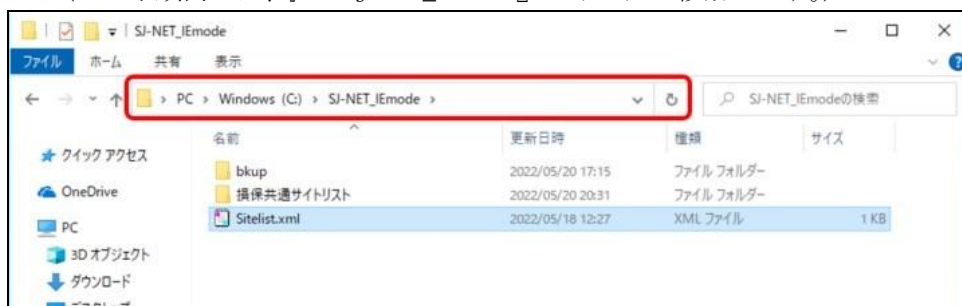 SJ-NET_IEmode
ファイル ホーム 共有 表示
PC > Windows (C:) > SJ-NET_IEmode >
SJ-NET_IEmodeの検索
名前 更新日時 種類 サイズ
クイック アクセス
bkup 2022/05/20 17:15 ファイル フォルダー
OneDrive
損保共通サイトリスト 2022/05/20 20:31 ファイル フォルダー
Sitelist.xml 2022/05/18 12:27 XML ファイル 1 KB
PC
3D オブジェクト
ダウンロード